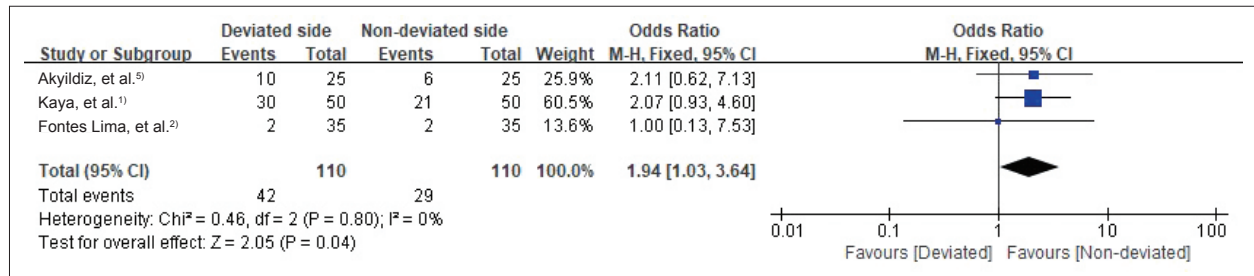 Deviated side Non-deviated side Odds Ratio Odds Ratio
Study or Subgroup Events Total Events Total Weight M-H, Fixed, 95% CI M-H, Fixed, 95% CI
Akyildiz, et al.⁵⁾ 10 25 6 25 25.9% 2.11 [0.62, 7.13]
Kaya, et al.¹⁾ 30 50 21 50 60.5% 2.07 [0.93, 4.60]
Fontes Lima, et al.²⁾ 2 35 2 35 13.6% 1.00 [0.13, 7.53]
Total (95% CI) 110 110 100.0% 1.94 [1.03, 3.64]
Total events 42 29
Heterogeneity: Chi² = 0.46, df = 2 (P = 0.80); I² = 0%
Test for overall effect: Z = 2.05 (P = 0.04)
0.01 0.1 1 10 100
Favours [Deviated] Favours [Non-deviated]